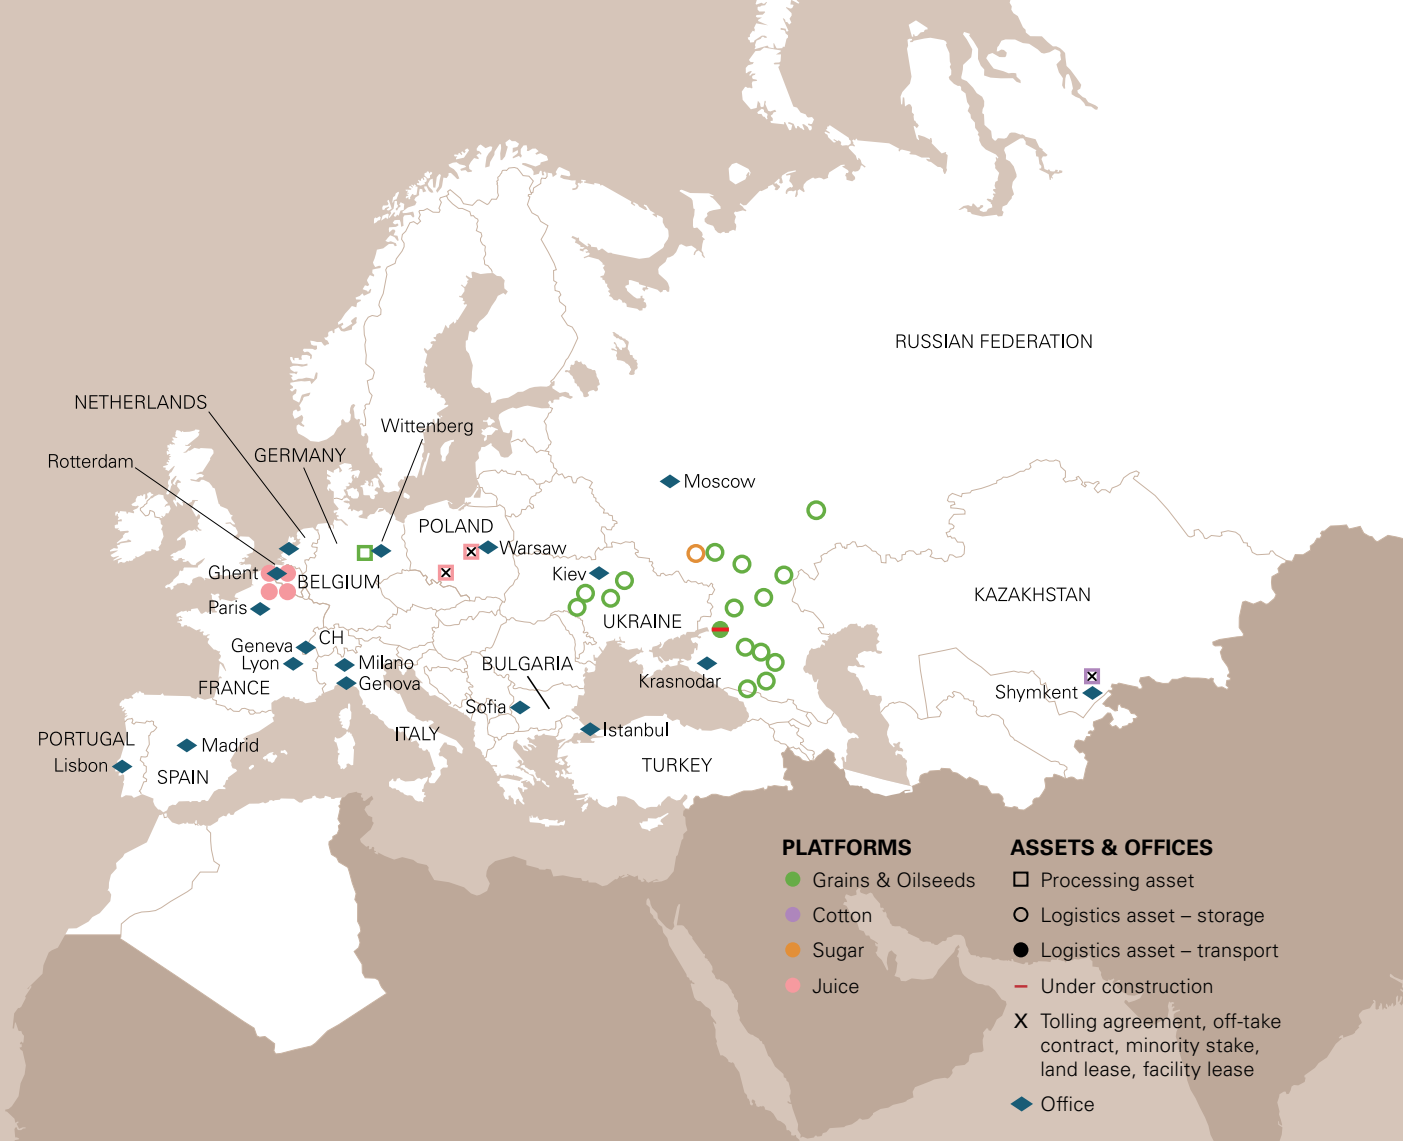 RUSSIAN FEDERATION
NETHERLANDS
Wittenberg
GERMANY
Rotterdam
Moscow
POLAND
Warsaw
Ghent
BELGIUM
Kiev
KAZAKHSTAN
Paris
UKRAINE
CH
Geneva
Lyon
Milano
BULGARIA
Krasnodar
FRANCE
Genova
Shymkent
Sofia
Istanbul
ITALY
PORTUGAL
Madrid
Lisbon
SPAIN
TURKEY
PLATFORMS
Grains & Oilseeds
Cotton
Sugar
Juice
ASSETS & OFFICES
Processing asset
Logistics asset – storage
Logistics asset – transport
Under construction
X Tolling agreement, off-take
contract, minority stake,
land lease, facility lease
Office